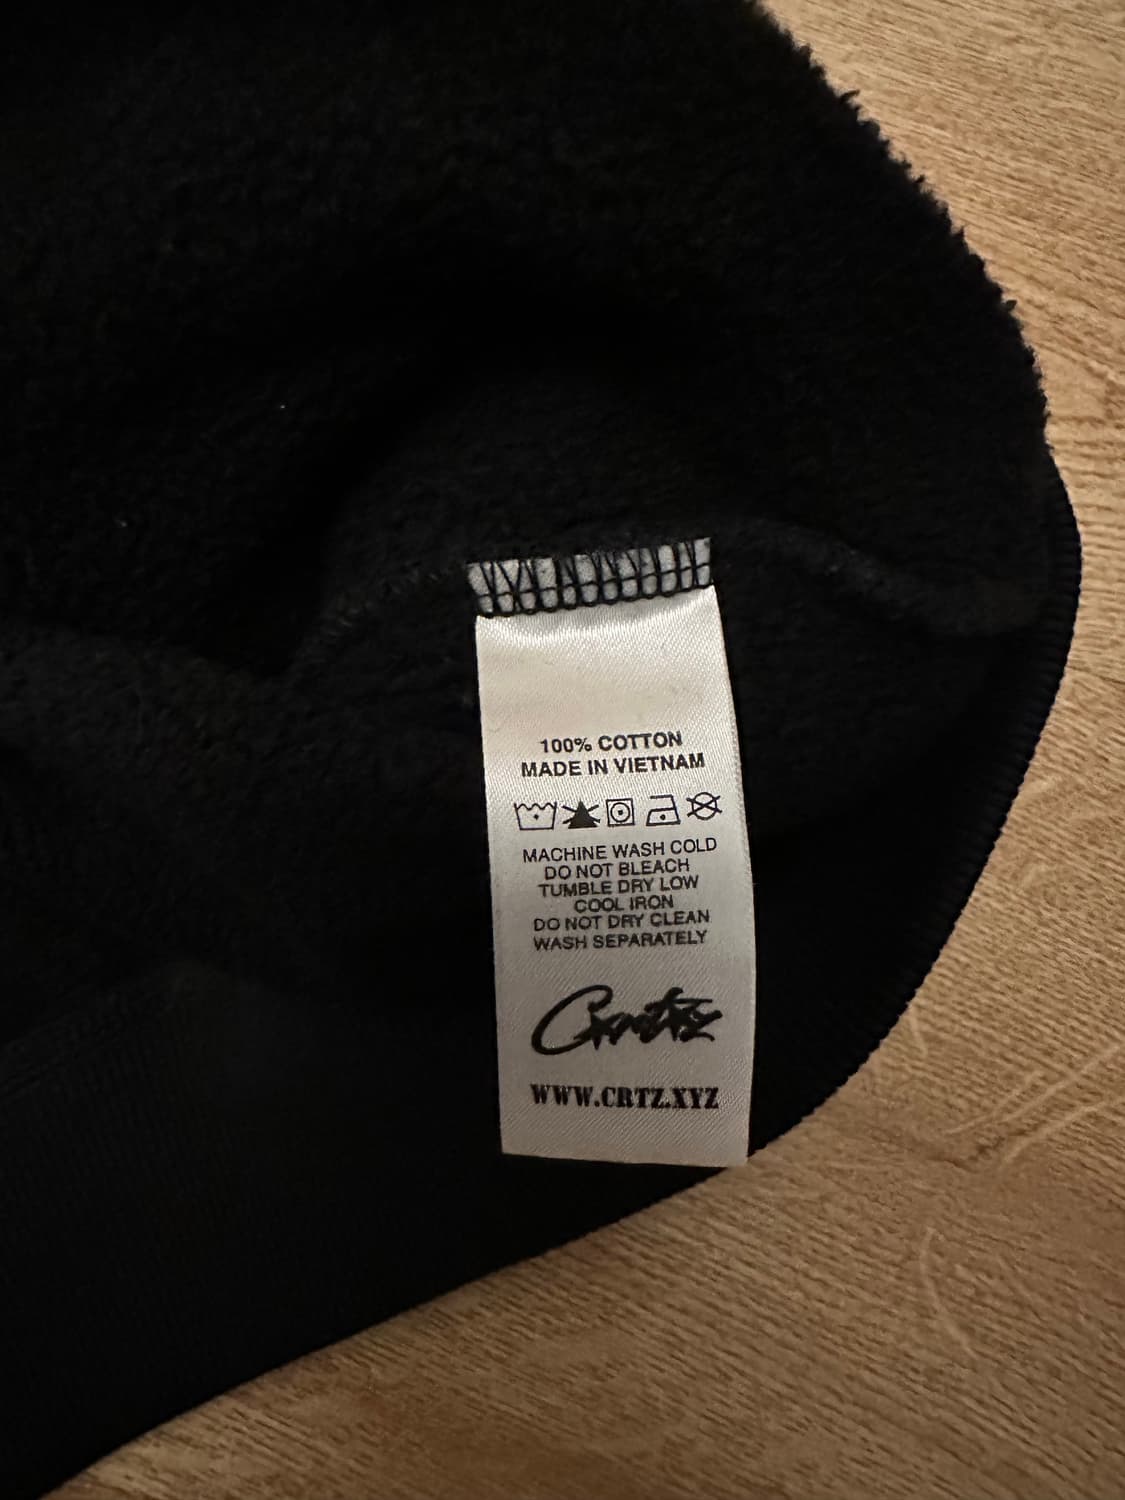 100% COTTON
MADE IN VIETNAM
MACHINE WASH COLD
DO NOT BLEACH
TUMBLE DRY LOW
COOL IRON
DO NOT DRY CLEAN
WASH SEPARATELY
Corteiz
WWW.CRTZ.XYZ